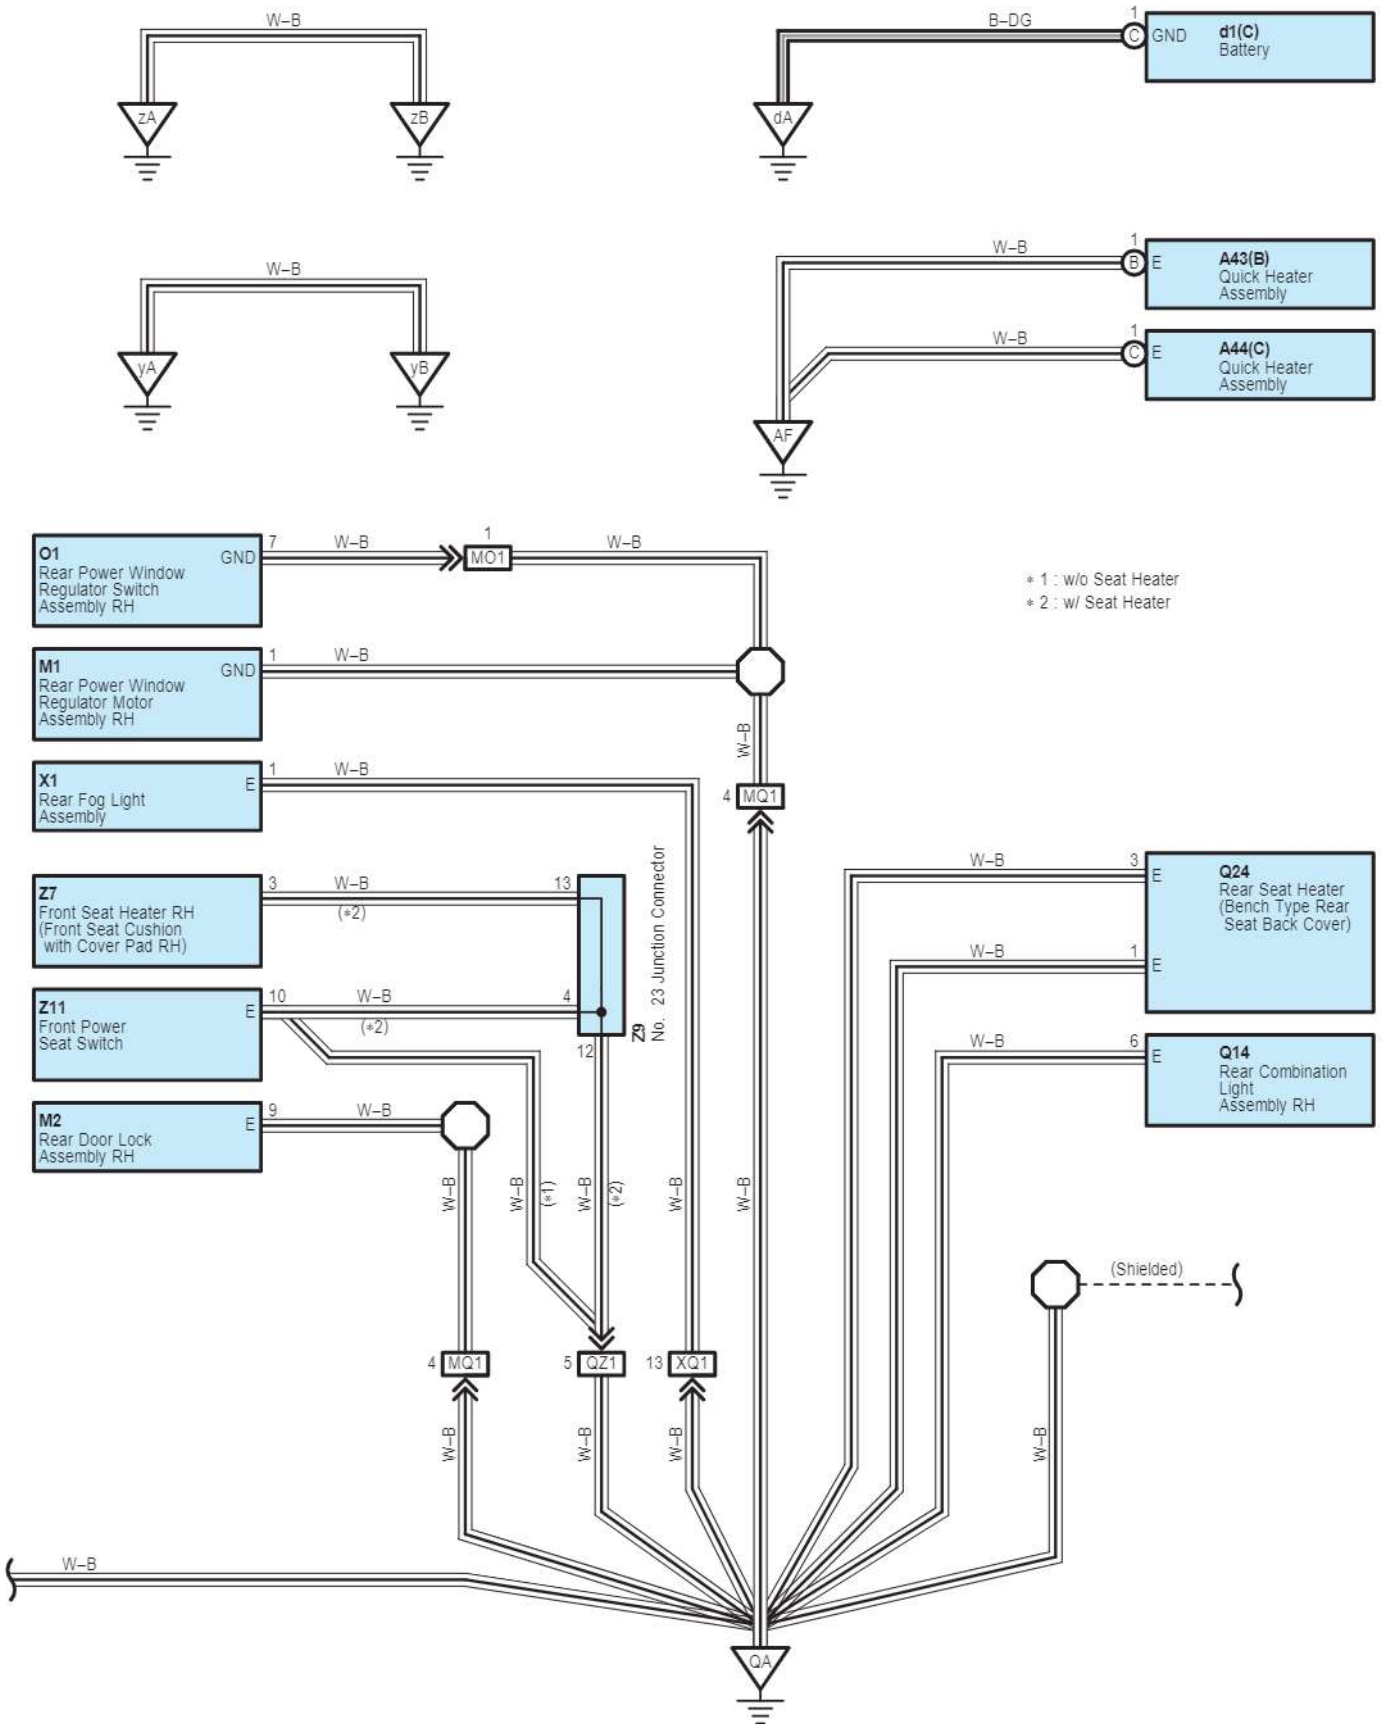 W–B
zA
zB
B–DG
dA
1
C
GND
d1(C)
Battery
W–B
yA
yB
W–B
1
B
E
A43(B)
Quick Heater
Assembly
W–B
1
C
E
A44(C)
Quick Heater
Assembly
AF
∗ 1 : w/o Seat Heater
∗ 2 : w/ Seat Heater
O1
Rear Power Window
Regulator Switch
Assembly RH
GND
7
W–B
1
MO1
W–B
M1
Rear Power Window
Regulator Motor
Assembly RH
GND
1
W–B
W–B
4
MQ1
X1
Rear Fog Light
Assembly
E
1
W–B
Z7
Front Seat Heater RH
(Front Seat Cushion
with Cover Pad RH)
3
W–B
(∗2)
13
Z11
Front Power
Seat Switch
E
10
W–B
(∗2)
4
12
Z9
No. 23 Junction Connector
M2
Rear Door Lock
Assembly RH
E
9
W–B
W–B
W–B
(∗1)
W–B
(∗2)
W–B
W–B
4
MQ1
5
QZ1
13
XQ1
W–B
W–B
W–B
W–B
3
E
Q24
Rear Seat Heater
(Bench Type Rear
Seat Back Cover)
W–B
1
E
W–B
6
E
Q14
Rear Combination
Light
Assembly RH
(Shielded)
W–B
W–B
QA